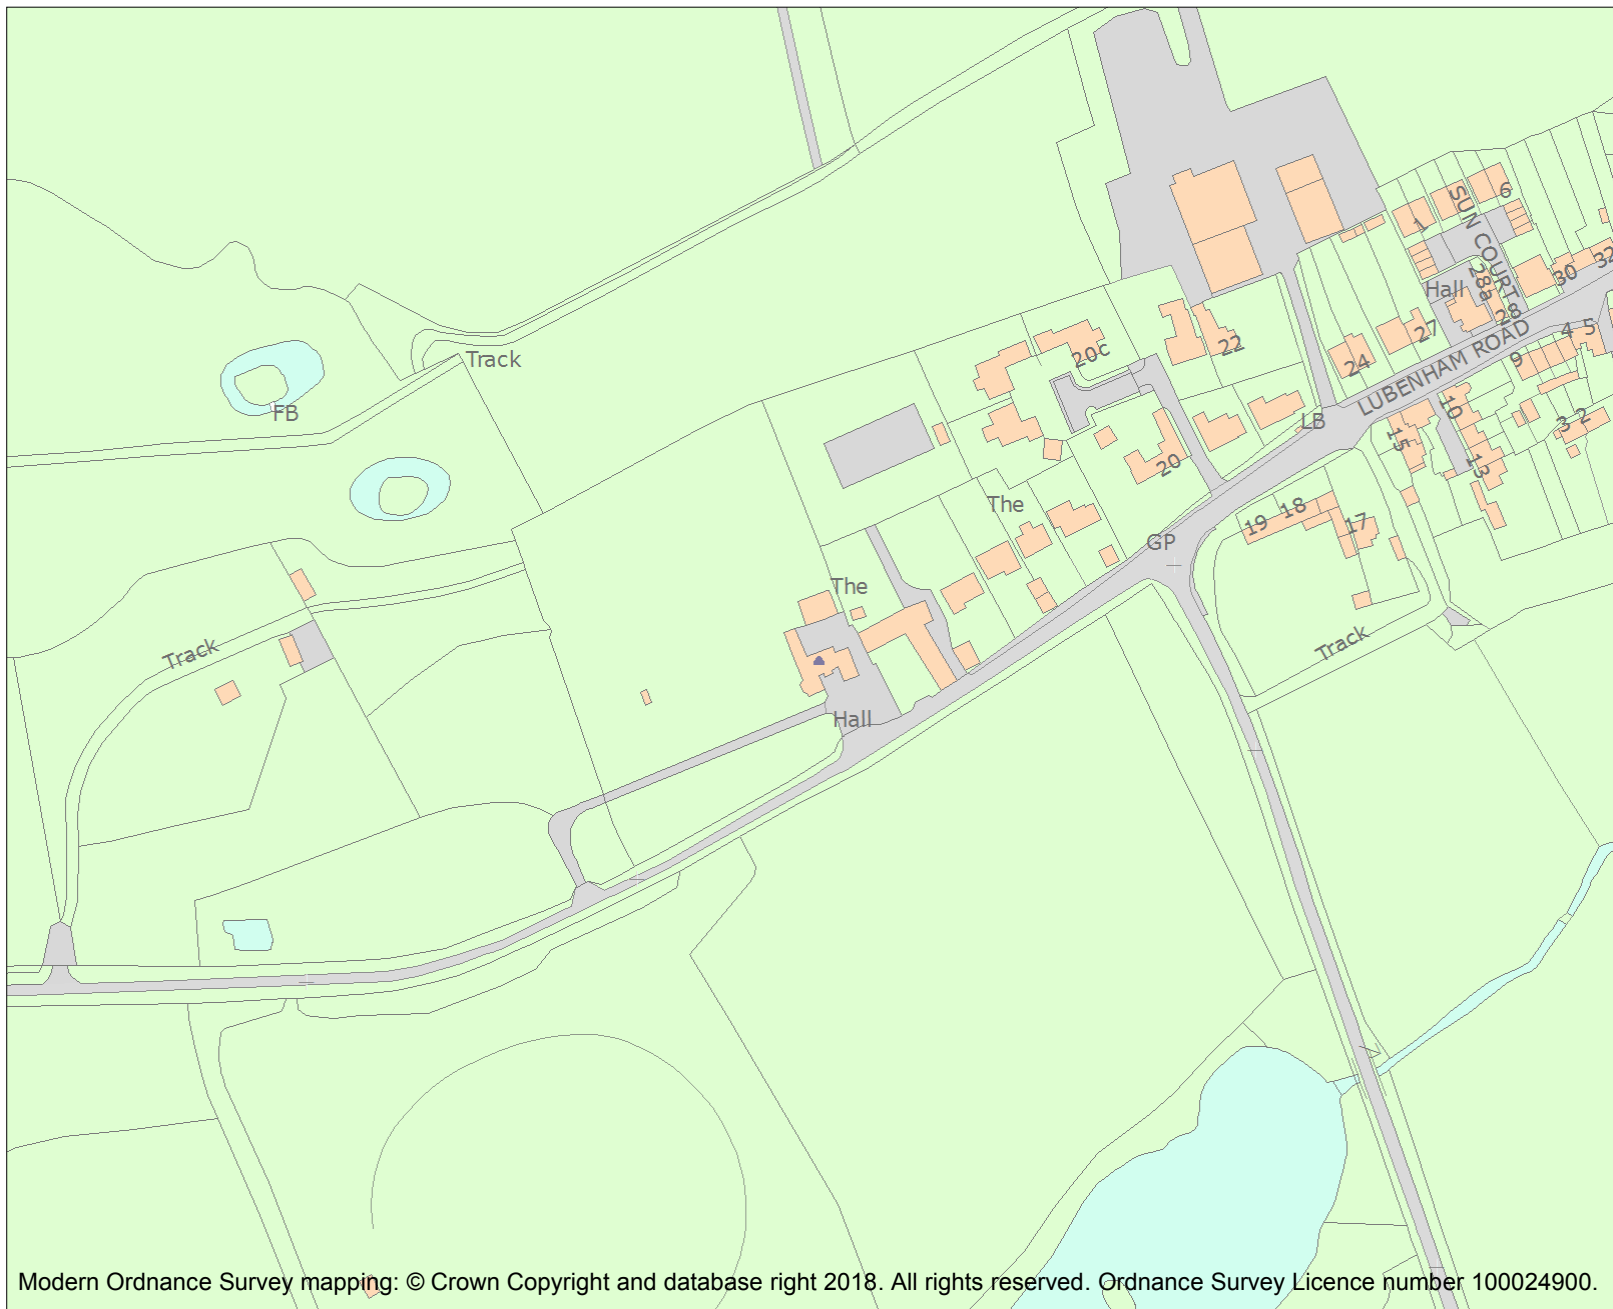 6
SUN COURT
1
32
30
28a
Hall
28
LUBENHAM ROAD
27
4
5
22
20c
Track
24
9
FB
LB
10
3
2
15
13
20
The
18
19
17
GP
The
Track
Track
Hall
Modern Ordnance Survey mapping: © Crown Copyright and database right 2018. All rights reserved. Ordnance Survey Licence number 100024900.